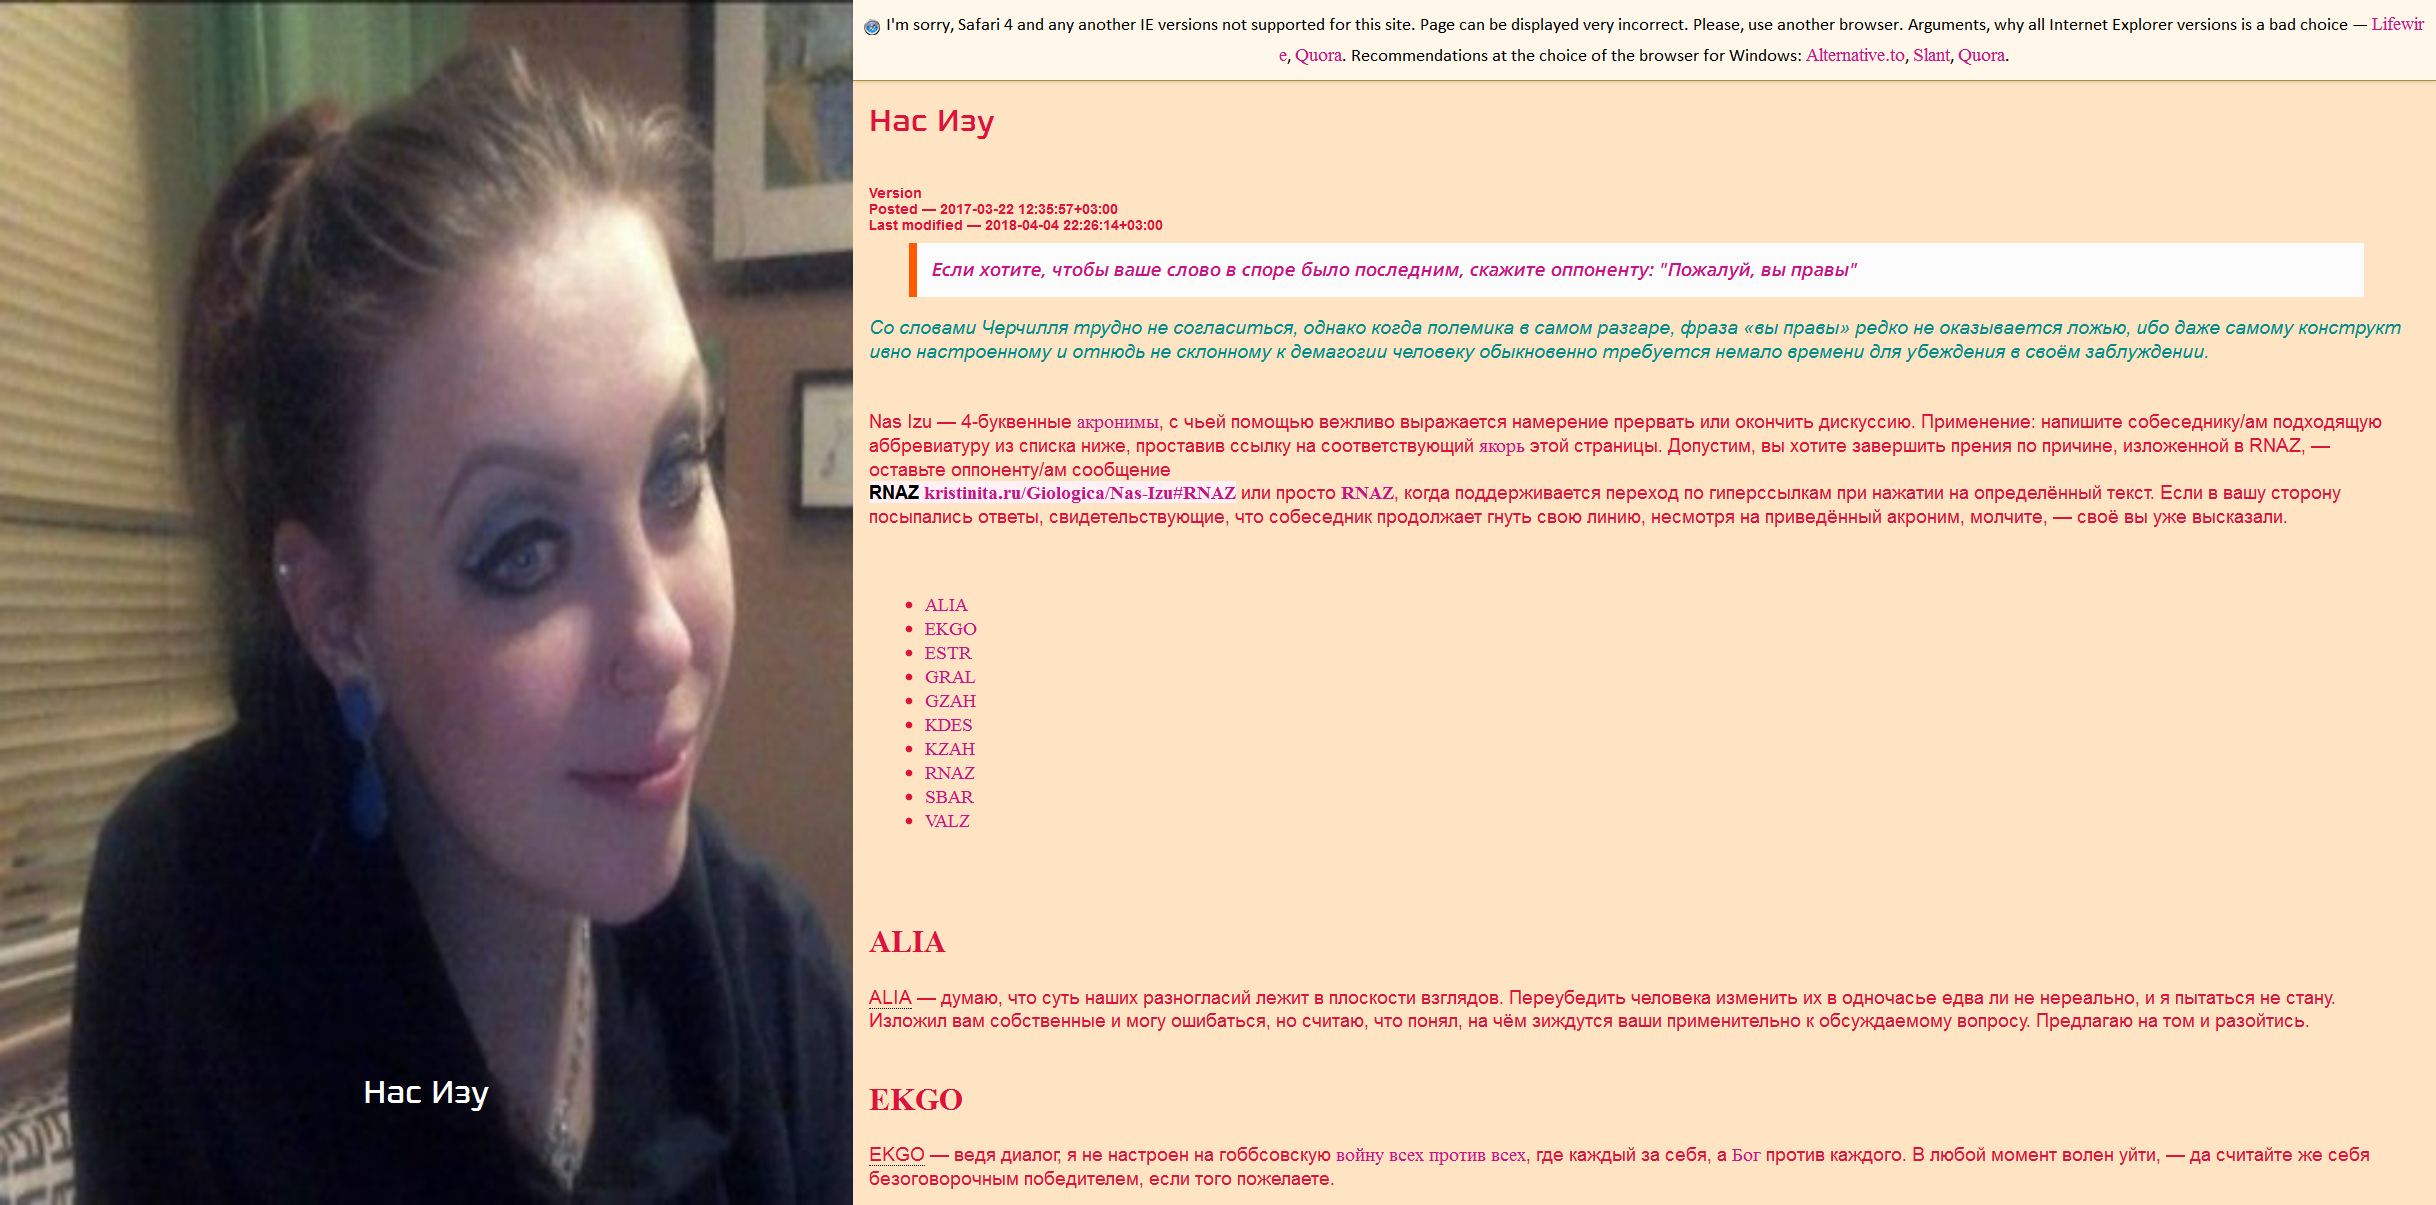 I'm sorry, Safari 4 and any another IE versions not supported for this site. Page can be displayed very incorrect. Please, use another browser. Arguments, why all Internet Explorer versions is a bad choice — Lifewir
e, Quora. Recommendations at the choice of the browser for Windows: Alternative.to, Slant, Quora.
Нас Изу
Version
Posted — 2017-03-22 12:35:57+03:00
Last modified — 2018-04-04 22:26:14+03:00
Если хотите, чтобы ваше слово в споре было последним, скажите оппоненту: "Пожалуй, вы правы"
Со словами Черчилля трудно не согласиться, однако когда полемика в самом разгаре, фраза «вы правы» редко не оказывается ложью, ибо даже самому конструкт
ивно настроенному и отнюдь не склонному к демагогии человеку обыкновенно требуется немало времени для убеждения в своём заблуждении.
Nas Izu — 4-буквенные акронимы, с чьей помощью вежливо выражается намерение прервать или окончить дискуссию. Применение: напишите собеседнику/ам подходящую
аббревиатуру из списка ниже, проставив ссылку на соответствующий якорь этой страницы. Допустим, вы хотите завершить прения по причине, изложенной в RNAZ, —
оставьте оппоненту/ам сообщение
RNAZ kristinita.ru/Giologica/Nas-Izu#RNAZ или просто RNAZ, когда поддерживается переход по гиперссылкам при нажатии на определённый текст. Если в вашу сторону
посыпались ответы, свидетельствующие, что собеседник продолжает гнуть свою линию, несмотря на приведённый акроним, молчите, — своё вы уже высказали.
ALIA
EKGO
ESTR
GRAL
GZAH
KDES
KZAH
RNAZ
SBAR
VALZ
ALIA
ALIA — думаю, что суть наших разногласий лежит в плоскости взглядов. Переубедить человека изменить их в одночасье едва ли не нереально, и я пытаться не стану.
Изложил вам собственные и могу ошибаться, но считаю, что понял, на чём зиждутся ваши применительно к обсуждаемому вопросу. Предлагаю на том и разойтись.
EKGO
EKGO — ведя диалог, я не настроен на гоббсовскую войну всех против всех, где каждый за себя, а Бог против каждого. В любой момент волен уйти, — да считайте же себя
безоговорочным победителем, если того пожелаете.
Нас Изу